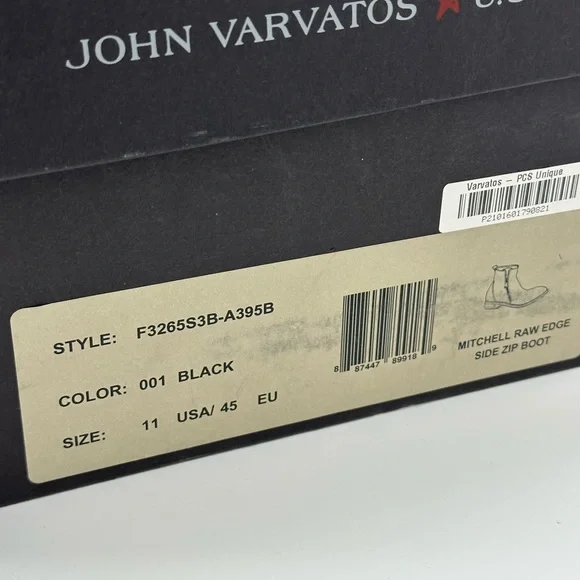 JOHN VARVATOS ★ U.S
Varvatos – PCS Unique
P2101601790821
STYLE: F3265S3B-A395B
COLOR: 001 BLACK
SIZE: 11 USA/ 45 EU
8 87447 89918 9
MITCHELL RAW EDGE
SIDE ZIP BOOT